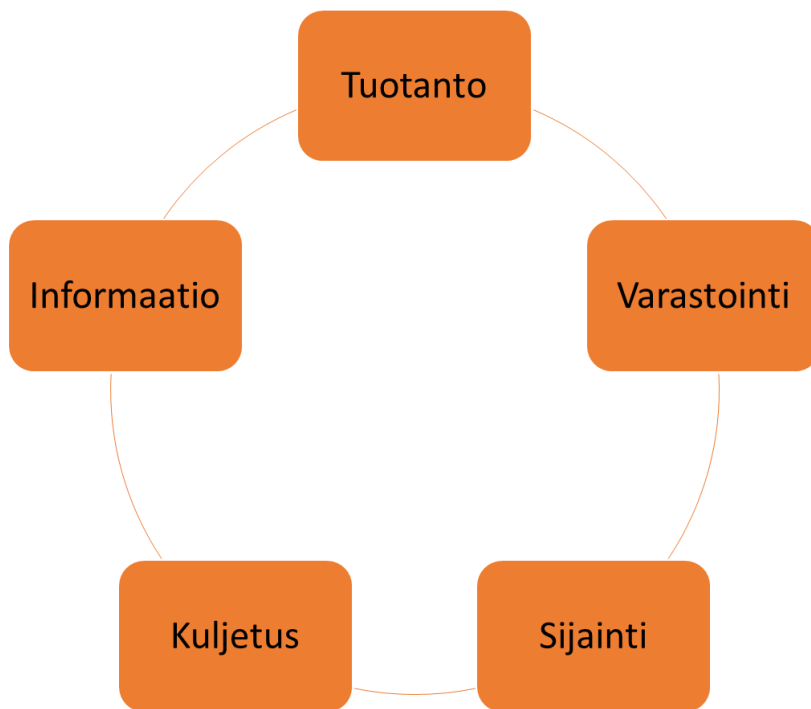 Tuotanto
Informaatio
Varastointi
Kuljetus
Sijainti